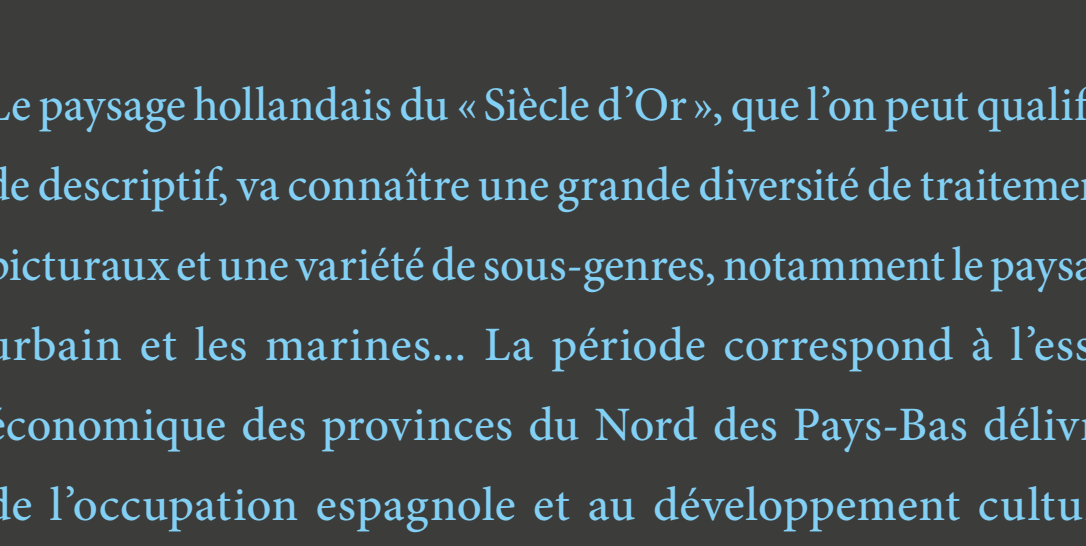 Le paysage hollandais du « Siècle d’Or », que l’on peut qualif
de descriptif, va connaître une grande diversité de traitemen
picturaux et une variété de sous-genres, notamment le paysa
urbain et les marines... La période correspond à l’ess
économique des provinces du Nord des Pays-Bas délivr
de l’occupation espagnole et au développement cultu